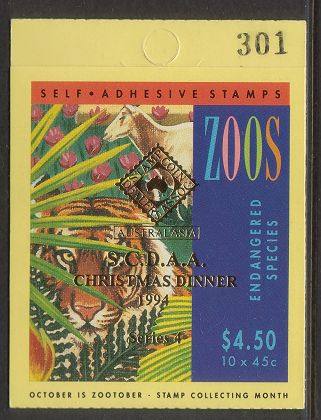 301
SELF • ADHESIVE STAMPS
ZOOS
ENDANGERED
SPECIES
AUSTRALASIA
S.C.D.A.A.
CHRISTMAS DINNER
1994
Series 4
$4.50
10 x 45c
OCTOBER IS ZOOTOBER - STAMP COLLECTING MONTH